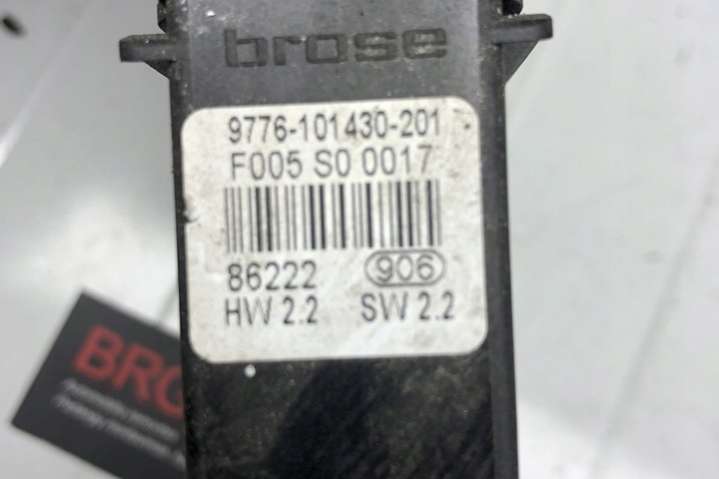 brose
9776-101430-201
F005 S0 0017
86222 906
HW 2.2 SW 2.2
BRO